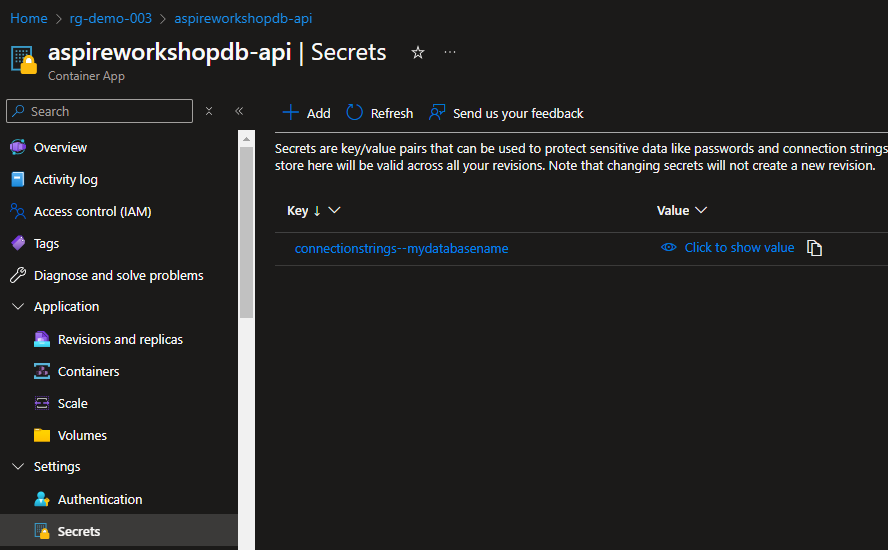 Home > rg-demo-003 > aspireworkshopdb-api
aspireworkshopdb-api | Secrets
Container App
Search
Overview
Activity log
Access control (IAM)
Tags
Diagnose and solve problems
Application
Revisions and replicas
Containers
Scale
Volumes
Settings
Authentication
Secrets
Add Refresh Send us your feedback
Secrets are key/value pairs that can be used to protect sensitive data like passwords and connection strings
store here will be valid across all your revisions. Note that changing secrets will not create a new revision.
Key ↓ Value
connectionstrings--mydatabasename Click to show value